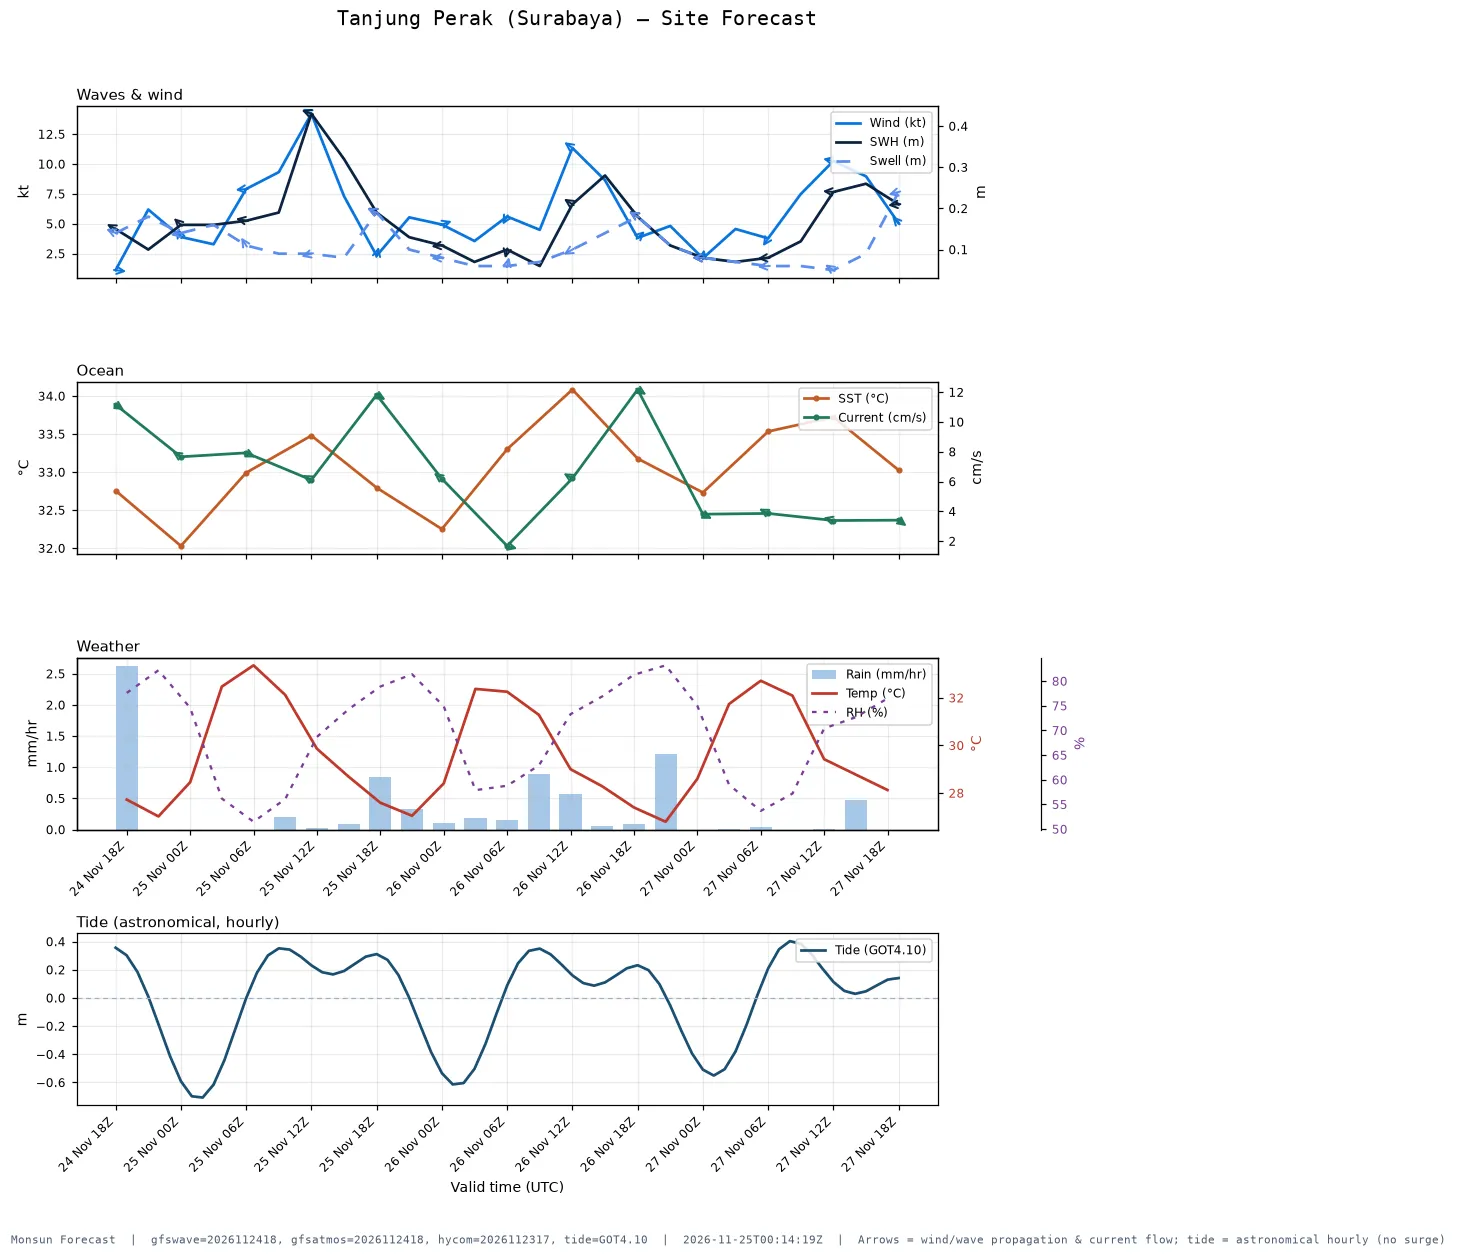 Tanjung Perak (Surabaya) — Site Forecast
Waves & wind
12.5
10.0
7.5
5.0
2.5
kt
0.4
0.3
0.2
0.1
m
Wind (kt)
SWH (m)
Swell (m)
Ocean
34.0
33.5
33.0
32.5
32.0
°C
12
10
8
6
4
2
cm/s
SST (°C)
Current (cm/s)
Weather
2.5
2.0
1.5
1.0
0.5
0.0
mm/hr
32
30
28
°C
80
75
70
65
60
55
50
%
Rain (mm/hr)
Temp (°C)
RH (%)
24 Nov 18Z
25 Nov 00Z
25 Nov 06Z
25 Nov 12Z
25 Nov 18Z
26 Nov 00Z
26 Nov 06Z
26 Nov 12Z
26 Nov 18Z
27 Nov 00Z
27 Nov 06Z
27 Nov 12Z
27 Nov 18Z
Tide (astronomical, hourly)
0.4
0.2
0.0
−0.2
−0.4
−0.6
m
Tide (GOT4.10)
24 Nov 18Z
25 Nov 00Z
25 Nov 06Z
25 Nov 12Z
25 Nov 18Z
26 Nov 00Z
26 Nov 06Z
26 Nov 12Z
26 Nov 18Z
27 Nov 00Z
27 Nov 06Z
27 Nov 12Z
27 Nov 18Z
Valid time (UTC)
Monsun Forecast | gfswave=2026112418, gfsatmos=2026112418, hycom=2026112317, tide=GOT4.10 | 2026-11-25T00:14:19Z | Arrows = wind/wave propagation & current flow; tide = astronomical hourly (no surge)